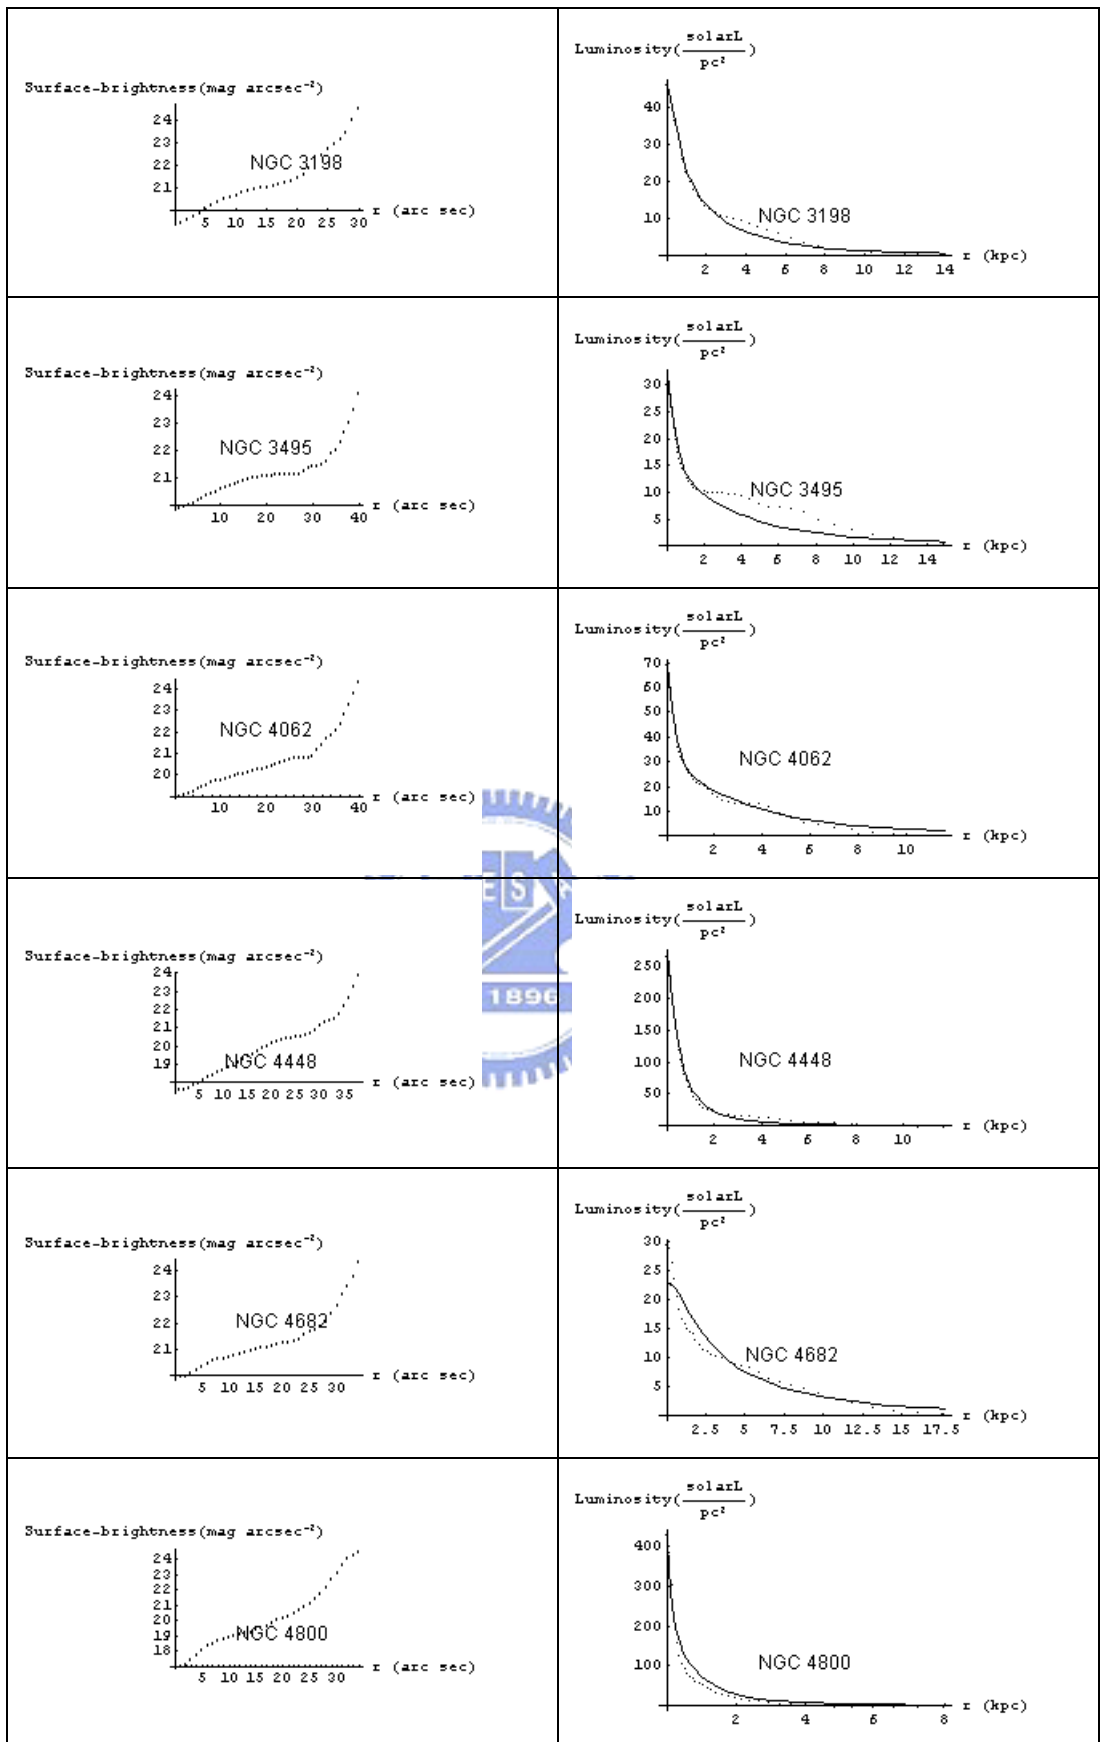 Surface-brightness(mag arcsec⁻²)
24
23
22
21
NGC 3198
5 10 15 20 25 30
r (arc sec)
Luminosity(solarL/pc²)
40
30
20
10
NGC 3198
2 4 6 8 10 12 14
r (kpc)
Surface-brightness(mag arcsec⁻²)
24
23
22
21
NGC 3495
10 20 30 40
r (arc sec)
Luminosity(solarL/pc²)
30
25
20
15
10
5
NGC 3495
2 4 6 8 10 12 14
r (kpc)
Surface-brightness(mag arcsec⁻²)
24
23
22
21
20
NGC 4062
10 20 30 40
r (arc sec)
Luminosity(solarL/pc²)
70
60
50
40
30
20
10
NGC 4062
2 4 6 8 10
r (kpc)
Surface-brightness(mag arcsec⁻²)
24
23
22
21
20
19
NGC 4448
5 10 15 20 25 30 35
r (arc sec)
ES A
1896
Luminosity(solarL/pc²)
250
200
150
100
50
NGC 4448
2 4 6 8 10
r (kpc)
Surface-brightness(mag arcsec⁻²)
24
23
22
21
NGC 4682
5 10 15 20 25 30
r (arc sec)
Luminosity(solarL/pc²)
30
25
20
15
10
5
NGC 4682
2.5 5 7.5 10 12.5 15 17.5
r (kpc)
Surface-brightness(mag arcsec⁻²)
24
23
22
21
20
19
18
NGC 4800
5 10 15 20 25 30
r (arc sec)
Luminosity(solarL/pc²)
400
300
200
100
NGC 4800
2 4 6 8
r (kpc)